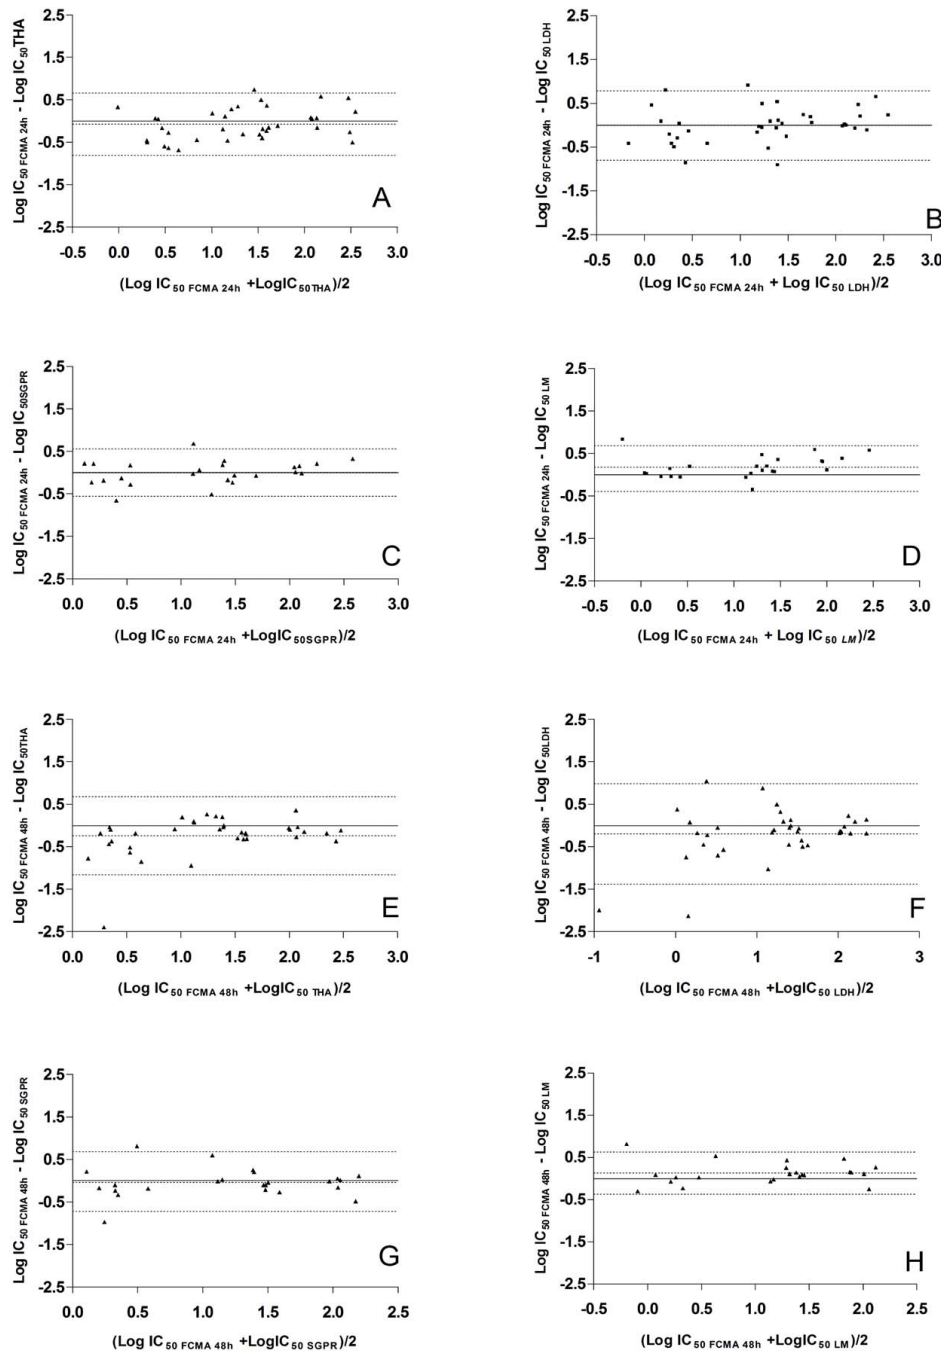 Log IC50 FCMA 24h - Log IC50THA
2.5
1.5
0.5
-0.5
-1.5
-2.5
A
-0.5 0.0 0.5 1.0 1.5 2.0 2.5 3.0
(Log IC50 FCMA 24h +LogIC50THA)/2
Log IC50 FCMA 24h - Log IC50 LDH
2.5
1.5
0.5
-0.5
-1.5
-2.5
B
-0.5 0.0 0.5 1.0 1.5 2.0 2.5 3.0
(Log IC50 FCMA 24h + Log IC50 LDH)/2
Log IC50 FCMA 24h - Log IC50SGPR
2.5
1.5
0.5
-0.5
-1.5
-2.5
C
0.0 0.5 1.0 1.5 2.0 2.5 3.0
(Log IC50 FCMA 24h +LogIC50SGPR)/2
Log IC50 FCMA 24h - Log IC50 LM
2.5
1.5
0.5
-0.5
-1.5
-2.5
D
-0.5 0.0 0.5 1.0 1.5 2.0 2.5 3.0
(Log IC50 FCMA 24h + Log IC50 LM)/2
Log IC50 FCMA 48h - Log IC50THA
2.5
1.5
0.5
-0.5
-1.5
-2.5
E
0.0 0.5 1.0 1.5 2.0 2.5 3.0
(Log IC50 FCMA 48h +LogIC50 THA)/2
Log IC50 FCMA 48h - Log IC50LDH
2.5
1.5
0.5
-0.5
-1.5
-2.5
F
-1 0 1 2 3
(Log IC50 FCMA 48h +LogIC50 LDH)/2
Log IC50 FCMA 48h - Log IC50 SGPR
2.5
1.5
0.5
-0.5
-1.5
-2.5
G
0.0 0.5 1.0 1.5 2.0 2.5
(Log IC50 FCMA 48h +LogIC50 SGPR)/2
Log IC50 FCMA 48h - Log IC50 LM
2.5
1.5
0.5
-0.5
-1.5
-2.5
H
-0.5 0.0 0.5 1.0 1.5 2.0 2.5
(Log IC50 FCMA 48h +LogIC50 LM)/2